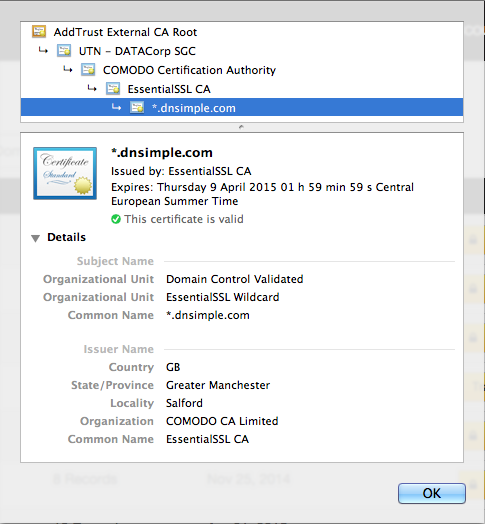 AddTrust External CA Root
UTN - DATACorp SGC
COMODO Certification Authority
EssentialSSL CA
*.dnsimple.com
Certificate
Standard
*.dnsimple.com
Issued by: EssentialSSL CA
Expires: Thursday 9 April 2015 01 h 59 min 59 s Central
European Summer Time
This certificate is valid
Details
Subject Name
Organizational Unit Domain Control Validated
Organizational Unit EssentialSSL Wildcard
Common Name *.dnsimple.com
Issuer Name
Country GB
State/Province Greater Manchester
Locality Salford
Organization COMODO CA Limited
Common Name EssentialSSL CA
8 Records Nov 25, 2014
OK